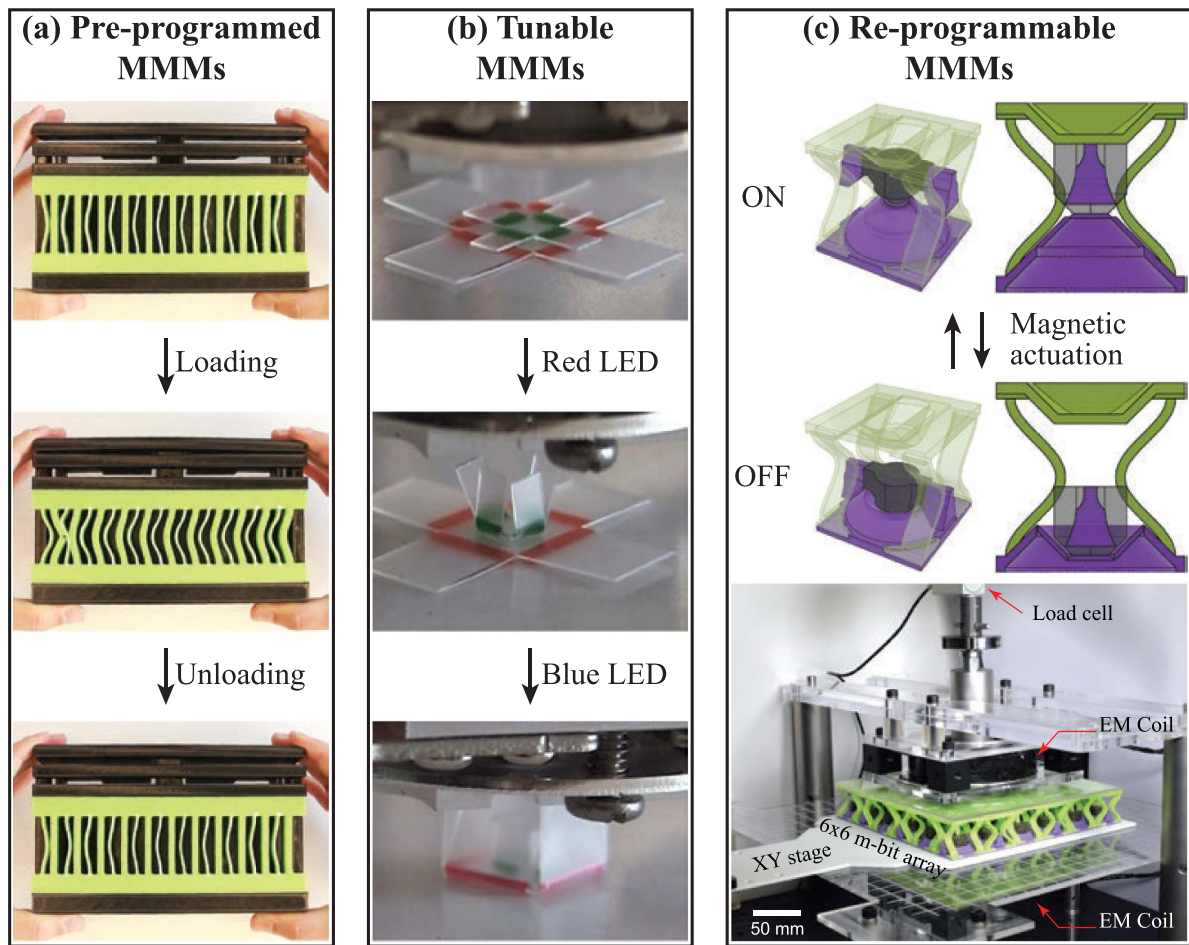 (a) Pre-programmed
MMMs
Loading
Unloading
(b) Tunable
MMMs
Red LED
Blue LED
(c) Re-programmable
MMMs
ON
Magnetic
actuation
OFF
Load cell
EM Coil
6x6 m-bit array
XY stage
50 mm
EM Coil